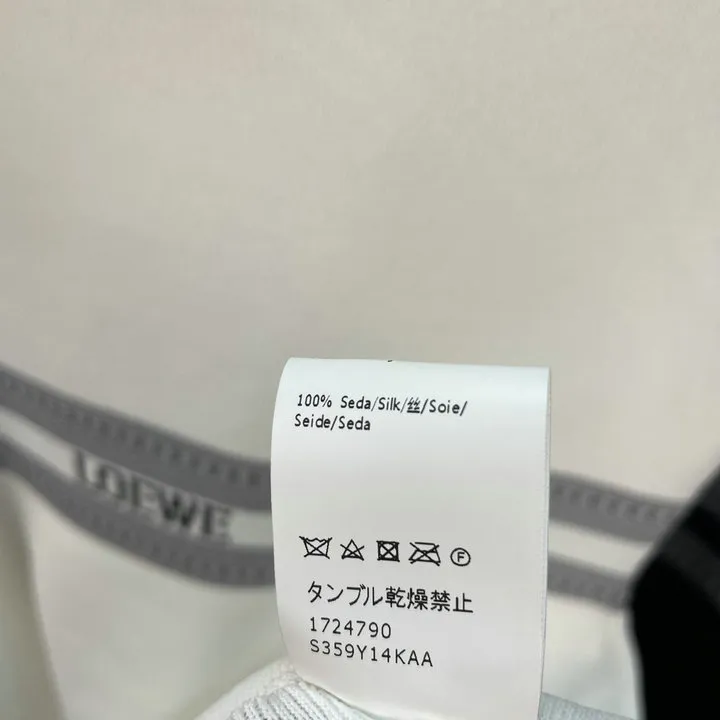 100% Seda/Silk/丝/Soie/
Seide/Seda
LOEWE
Ⓕ
タンブル乾燥禁止
1724790
S359Y14KAA